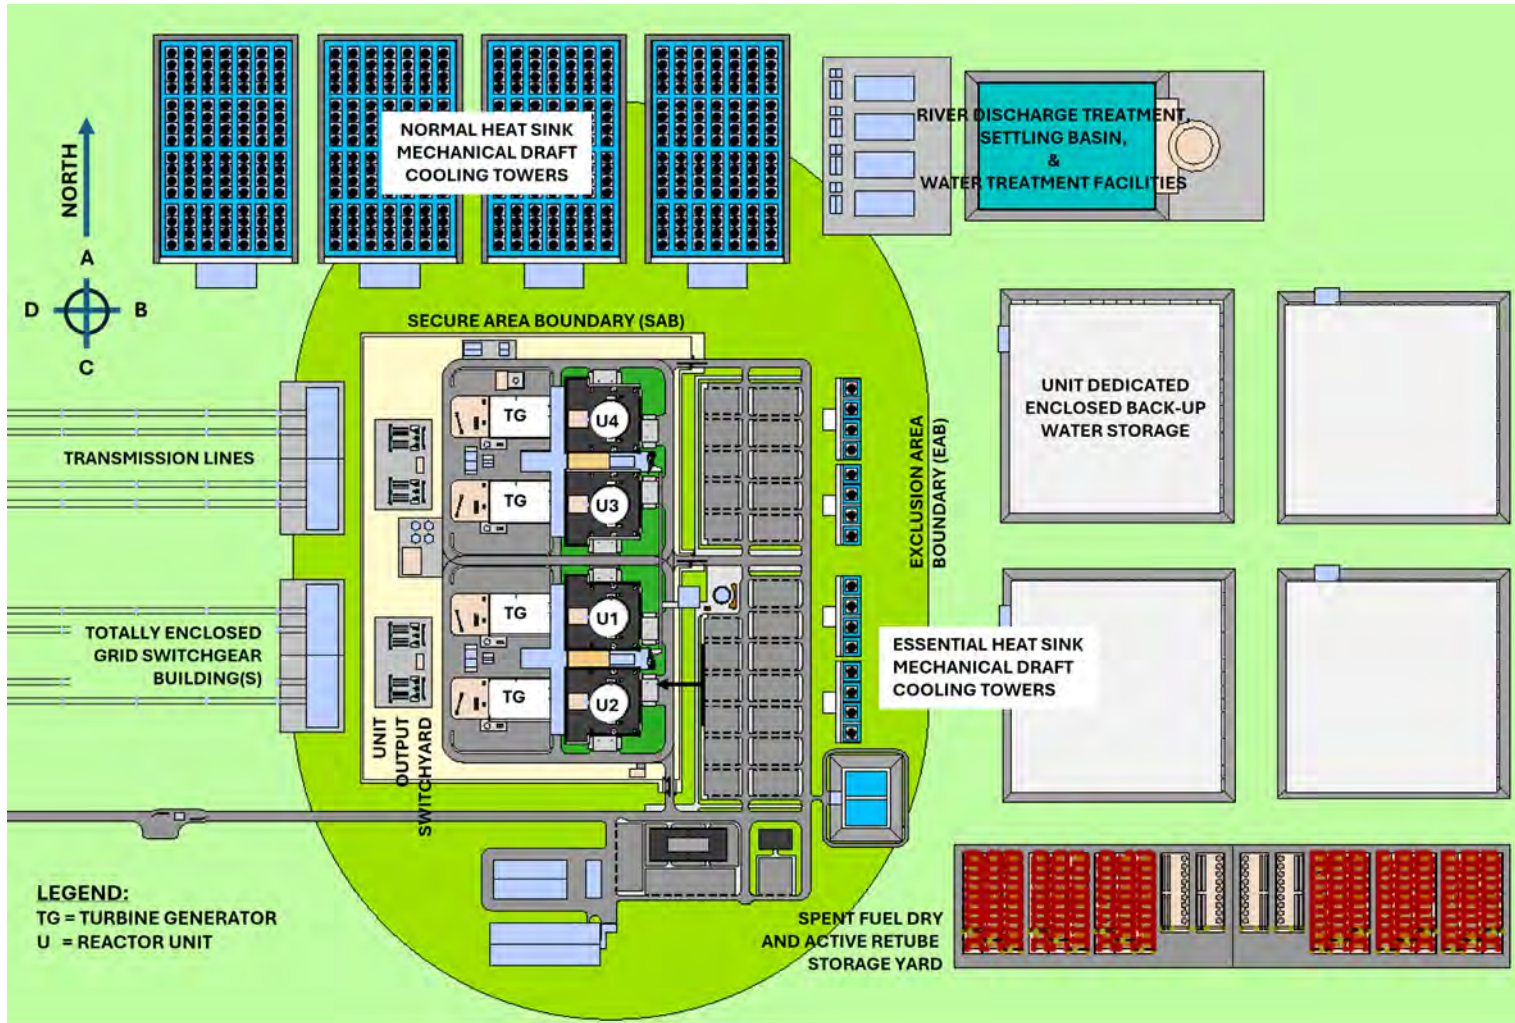 NORMAL HEAT SINK
MECHANICAL DRAFT
COOLING TOWERS
RIVER DISCHARGE TREATMENT,
SETTLING BASIN,
&
WATER TREATMENT FACILITIES
NORTH
A
D
B
C
SECURE AREA BOUNDARY (SAB)
TG
U4
UNIT DEDICATED
ENCLOSED BACK-UP
WATER STORAGE
TRANSMISSION LINES
EXCLUSION AREA
BOUNDARY (EAB)
TG
U3
TG
U1
TOTALLY ENCLOSED
GRID SWITCHGEAR
BUILDING(S)
ESSENTIAL HEAT SINK
MECHANICAL DRAFT
COOLING TOWERS
TG
U2
UNIT
OUTPUT
SWITCHYARD
LEGEND:
TG = TURBINE GENERATOR
U = REACTOR UNIT
SPENT FUEL DRY
AND ACTIVE RETUBE
STORAGE YARD